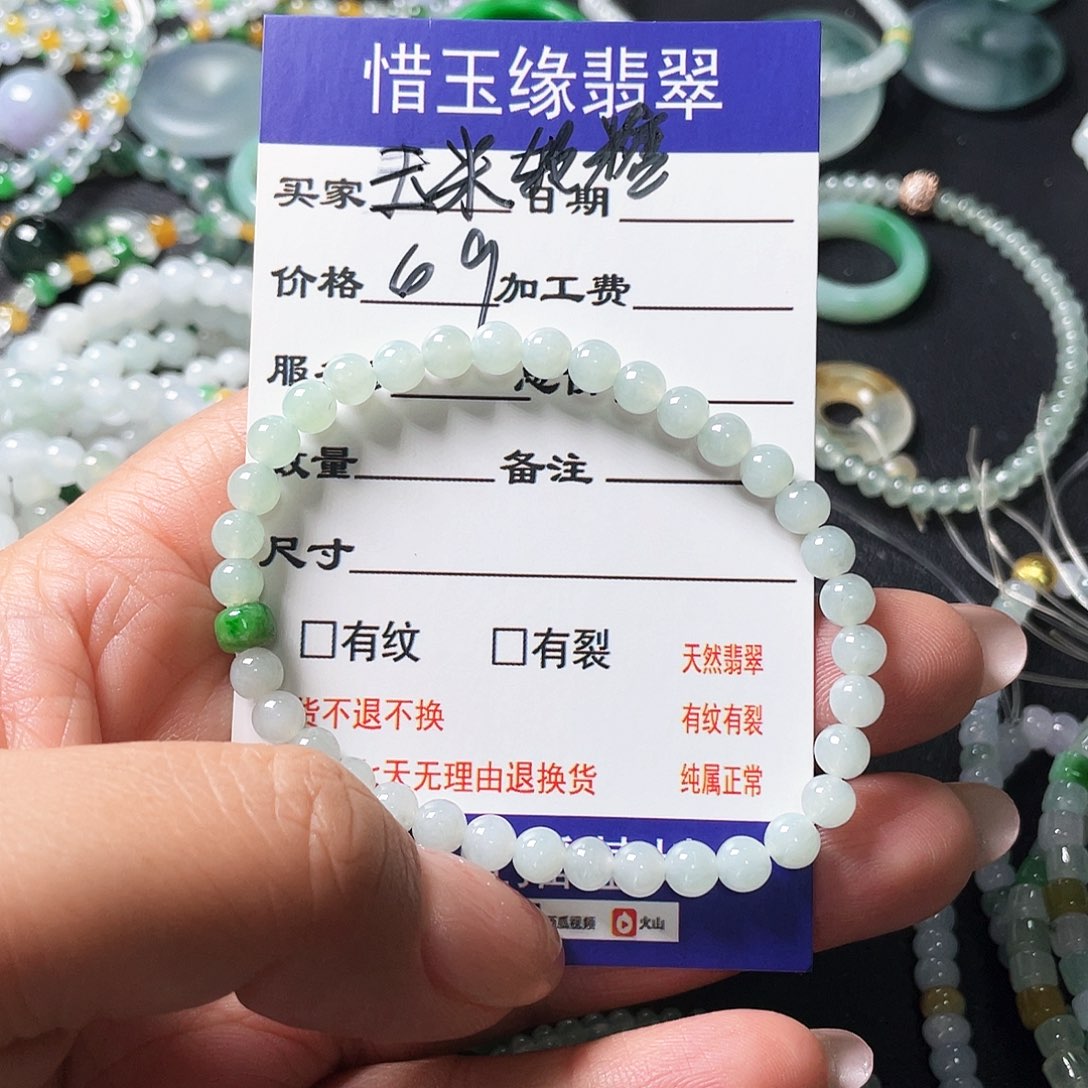 惜玉缘翡翠
买家 玉米 日期
价格 69 加工费
服
数量 备注
尺寸
□有纹 □有裂 天然翡翠
货不退不换 有纹有裂
天无理由退换货 纯属正常
火山